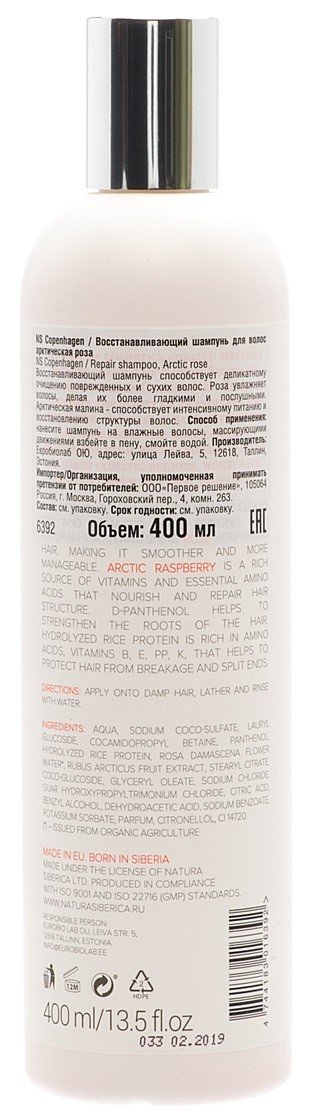 NS Copenhagen / Восстанавливающий шампунь для волос
арктическая роза
NS Copenhagen / Repair shampoo, Arctic rose
Восстанавливающий шампунь способствует деликатному
очищению поврежденных и сухих волос. Роза увлажняет
волосы, делая их более гладкими и послушными.
Арктическая малина - способствует интенсивному питанию и
восстановлению структуры волос. Способ применения:
нанесите шампунь на влажные волосы, массирующими
движениями взбейте в пену, смойте водой. Производитель:
Евробиолаб ОЮ, адрес: улица Лейва, 5, 12618, Таллин,
Эстония.
Импортер/Организация, уполномоченная принимать
претензии от потребителей: ООО «Первое решение», 105064
Россия, г. Москва, Гороховский пер., 4, комн. 263.
Состав: см. упаковку. Срок годности: см. упаковку.
6392 Объем: 400 мл EAC
HAIR, MAKING IT SMOOTHER AND MORE
MANAGEABLE. ARCTIC RASPBERRY IS A RICH
SOURCE OF VITAMINS AND ESSENTIAL AMINO
ACIDS THAT NOURISH AND REPAIR HAIR
STRUCTURE. D-PANTHENOL HELPS TO
STRENGTHEN THE ROOTS OF THE HAIR,
HYDROLYZED RICE PROTEIN IS RICH IN AMINO
ACIDS, VITAMINS B, E, PP, K, THAT HELPS TO
PROTECT HAIR FROM BREAKAGE AND SPLIT ENDS.
DIRECTIONS: APPLY ONTO DAMP HAIR, LATHER AND RINSE
WITH WATER.
INGREDIENTS: AQUA, SODIUM COCO-SULFATE, LAURYL
GLUCOSIDE, COCAMIDOPROPYL BETAINE, PANTHENOL,
HYDROLYZED RICE PROTEIN, ROSA DAMASCENA FLOWER
WATER*, RUBUS ARCTICUS FRUIT EXTRACT, STEARYL CITRATE,
COCO-GLUCOSIDE, GLYCERYL OLEATE, SODIUM CHLORIDE,
GUAR HYDROXYPROPYLTRIMONIUM CHLORIDE, CITRIC ACID,
BENZYL ALCOHOL, DEHYDROACETIC ACID, SODIUM BENZOATE,
POTASSIUM SORBATE, PARFUM, CITRONELLOL, CI 14720.
– ISSUED FROM ORGANIC AGRICULTURE
MADE IN EU. BORN IN SIBERIA
MADE UNDER THE LICENSE OF NATURA
SIBERICA LTD. PRODUCED IN COMPLIANCE
WITH ISO 9001 AND ISO 22716 (GMP) STANDARDS.
WWW.NATURASIBERICA.RU
RESPONSIBLE PERSON:
EUROBIO LAB OU, LEIVA STR. 5,
12618 TALLINN, ESTONIA.
INFO@EUROBIOLAB.EE
12M
2
HDPE
400 ml/13.5 fl.oz
033 02.2019
4744183016392